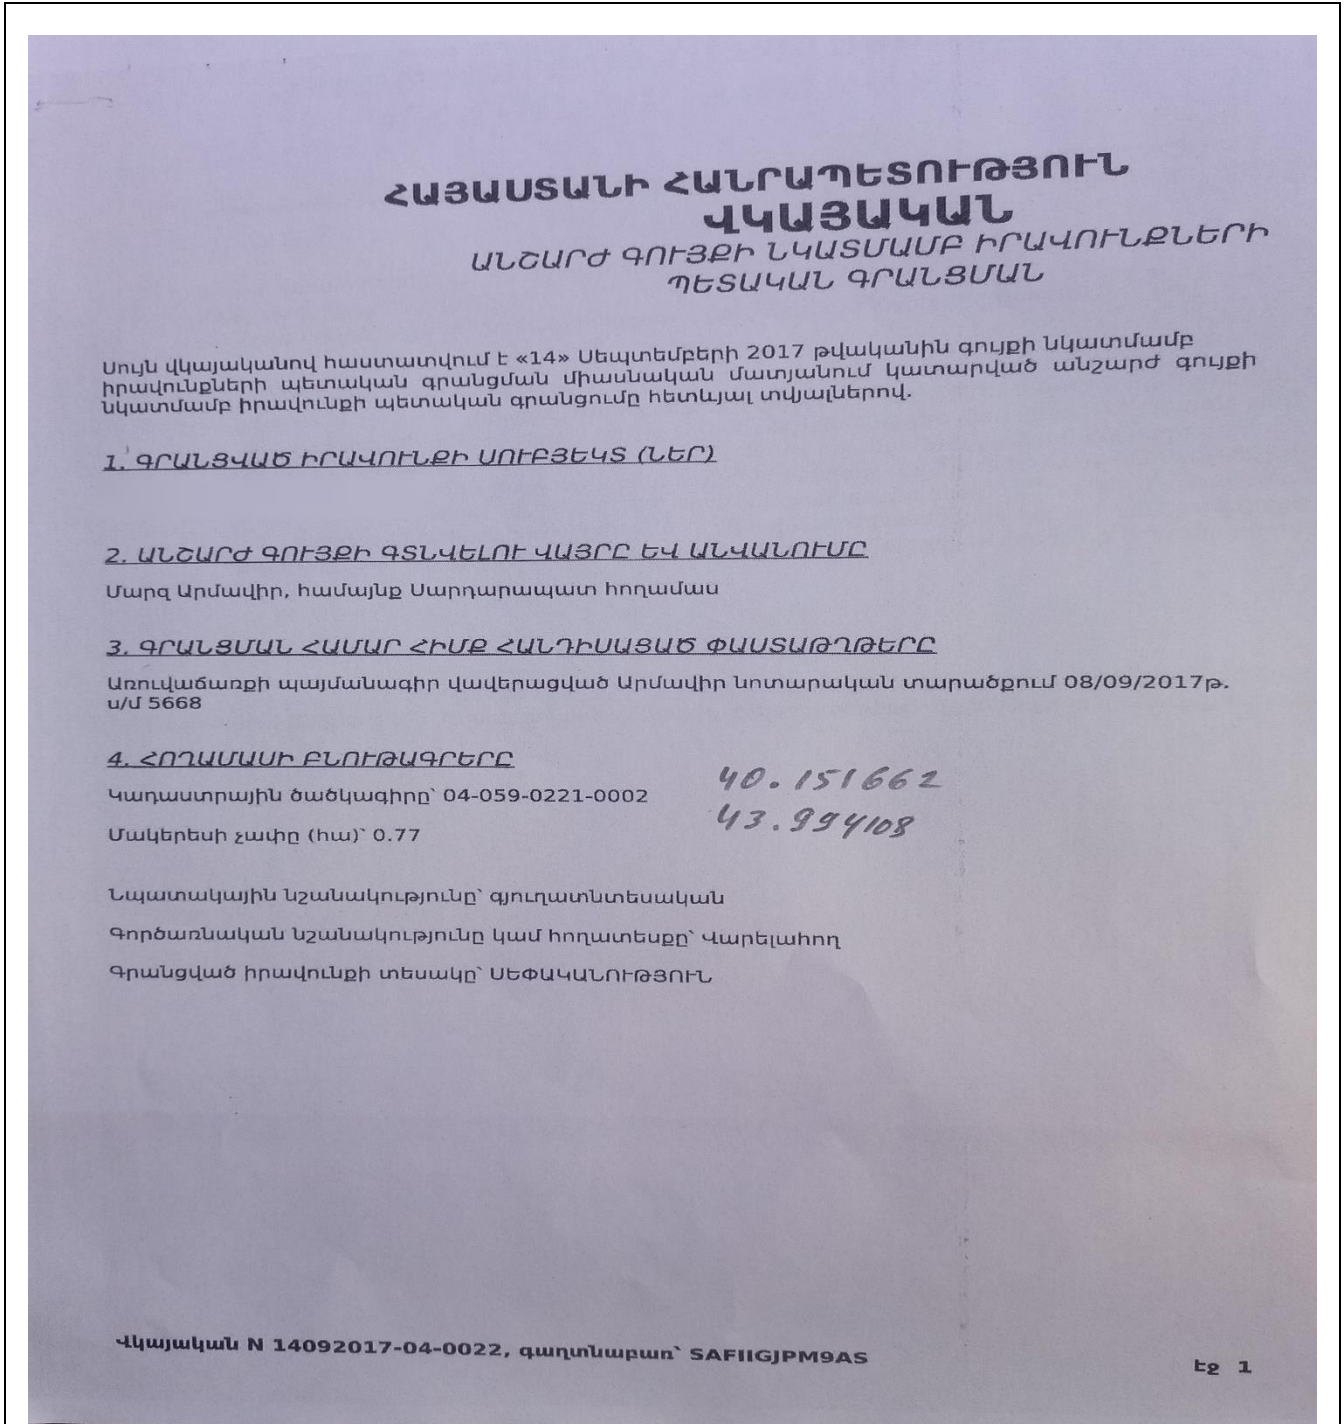 ՀԱՅԱՍՏԱՆԻ ՀԱՆՐԱՊԵՏՈՒԹՅՈՒՆ
ՎԿԱՅԱԿԱՆ
ԱՆՇԱՐԺ ԳՈՒՅՔԻ ՆԿԱՏՄԱՄԲ ԻՐԱՎՈՒՆՔՆԵՐԻ
ՊԵՏԱԿԱՆ ԳՐԱՆՑՄԱՆ
Սույն վկայականով հաստատվում է «14» Սեպտեմբերի 2017 թվականին գույքի նկատմամբ
իրավունքների պետական գրանցման միասնական մատյանում կատարված անշարժ գույքի
նկատմամբ իրավունքի պետական գրանցումը հետևյալ տվյալներով.
1. ԳՐԱՆՑՎԱԾ ԻՐԱՎՈՒՆՔԻ ՍՈՒԲՅԵԿՏ (ՆԵՐ)
2. ԱՆՇԱՐԺ ԳՈՒՅՔԻ ԳՏՆՎԵԼՈՒ ՎԱՅՐԸ ԵՎ ԱՆՎԱՆՈՒՄԸ
Մարզ Արմավիր, համայնք Սարդարապատ հողամաս
3. ԳՐԱՆՑՄԱՆ ՀԱՄԱՐ ՀԻՄՔ ՀԱՆԴԻՍԱՑԱԾ ՓԱՍՏԱԹՂԹԵՐԸ
Առուվաճառքի պայմանագիր վավերացված Արմավիր նոտարական տարածքում 08/09/2017թ.
ս/մ 5668
4. ՀՈՂԱՄԱՍԻ ԲՆՈՒԹԱԳՐԵՐԸ
40.151662
Կադաստրային ծածկագիրը՝ 04-059-0221-0002
43.994108
Մակերեսի չափը (հա)՝ 0.77
Նպատակային նշանակությունը՝ գյուղատնտեսական
Գործառնական նշանակությունը կամ հողատեսքը՝ Վարելահող
Գրանցված իրավունքի տեսակը՝ ՍԵՓԱԿԱՆՈՒԹՅՈՒՆ
Վկայական N 14092017-04-0022, գաղտնաբառ՝ SAFIIGJPM9AS
Էջ 1